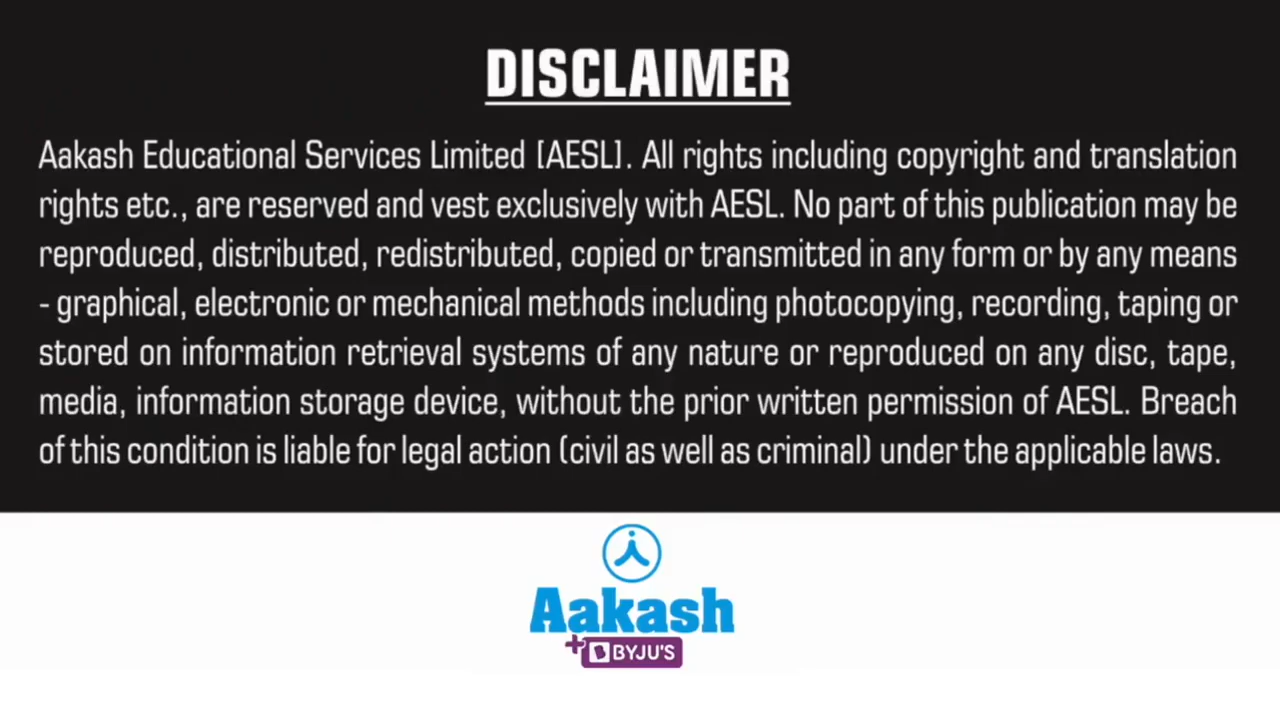 DISCLAIMER
Aakash Educational Services Limited [AESL]. All rights including copyright and translation
rights etc., are reserved and vest exclusively with AESL. No part of this publication may be
reproduced, distributed, redistributed, copied or transmitted in any form or by any means
- graphical, electronic or mechanical methods including photocopying, recording, taping or
stored on information retrieval systems of any nature or reproduced on any disc, tape,
media, information storage device, without the prior written permission of AESL. Breach
of this condition is liable for legal action (civil as well as criminal) under the applicable laws.
Aakash
+ BYJU'S